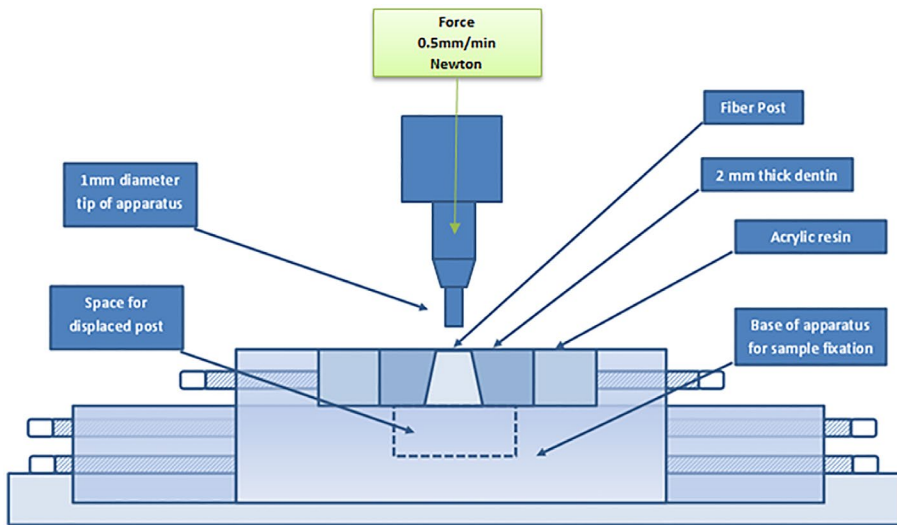 Force
0.5mm/min
Newton
Fiber Post
1mm diameter
tip of apparatus
2 mm thick dentin
Acrylic resin
Space for
displaced post
Base of apparatus
for sample fixation